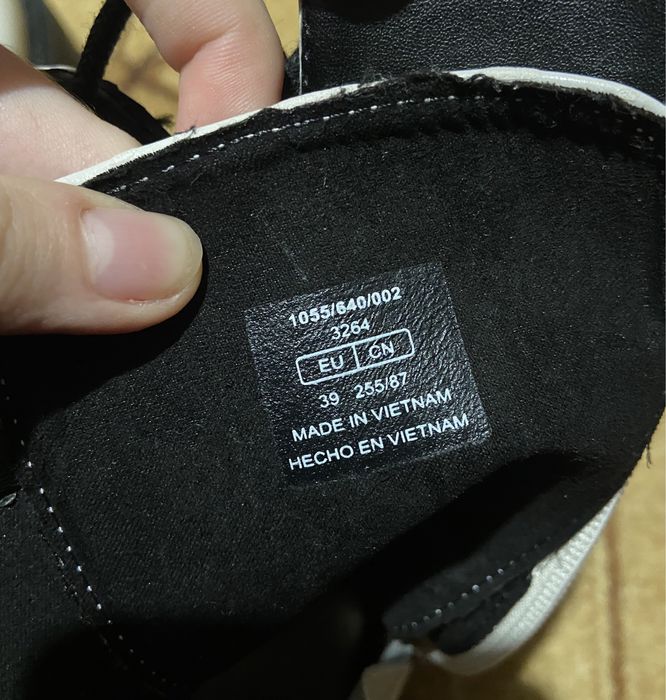 1055/640/002
3264
EU CN
39 255/87
MADE IN VIETNAM
HECHO EN VIETNAM